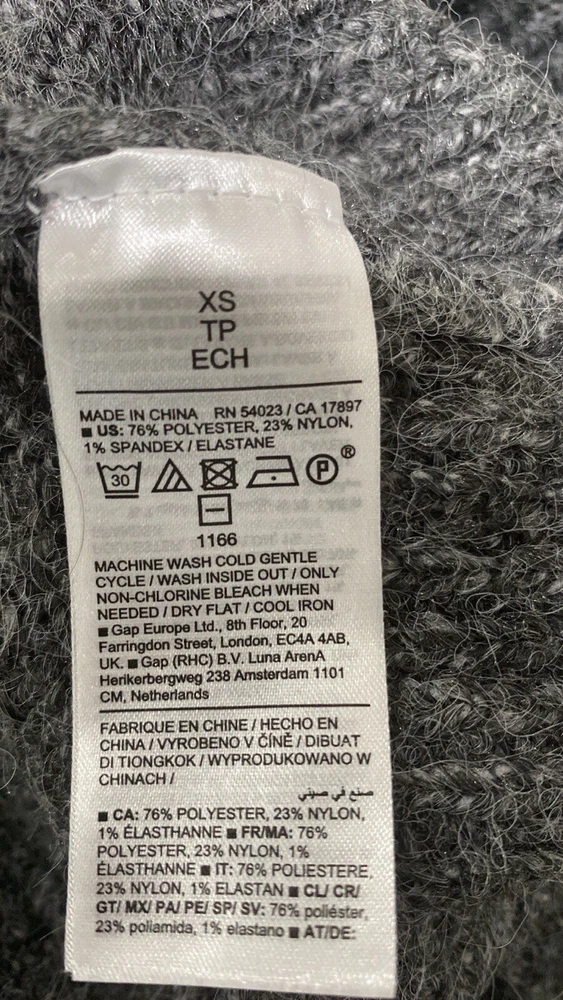 XS
TP
ECH
MADE IN CHINA RN 54023 / CA 17897
■ US: 76% POLYESTER, 23% NYLON,
1% SPANDEX / ELASTANE
30 P ®
1166
MACHINE WASH COLD GENTLE
CYCLE / WASH INSIDE OUT / ONLY
NON-CHLORINE BLEACH WHEN
NEEDED / DRY FLAT / COOL IRON
■ Gap Europe Ltd., 8th Floor, 20
Farringdon Street, London, EC4A 4AB,
UK. ■ Gap (RHC) B.V. Luna ArenA
Herikerbergweg 238 Amsterdam 1101
CM, Netherlands
FABRIQUE EN CHINE / HECHO EN
CHINA / VYROBENO V ČÍNĚ / DIBUAT
DI TIONGKOK / WYPRODUKOWANO W
CHINACH /
صنع في صيني
■ CA: 76% POLYESTER, 23% NYLON,
1% ÉLASTHANNE ■ FR/MA: 76%
POLYESTER, 23% NYLON, 1%
ÉLASTHANNE ■ IT: 76% POLIESTERE,
23% NYLON, 1% ELASTAN ■ CL/ CR/
GT/ MX/ PA/ PE/ SP/ SV: 76% poliéster,
23% poliamida, 1% elastano ■ AT/DE: